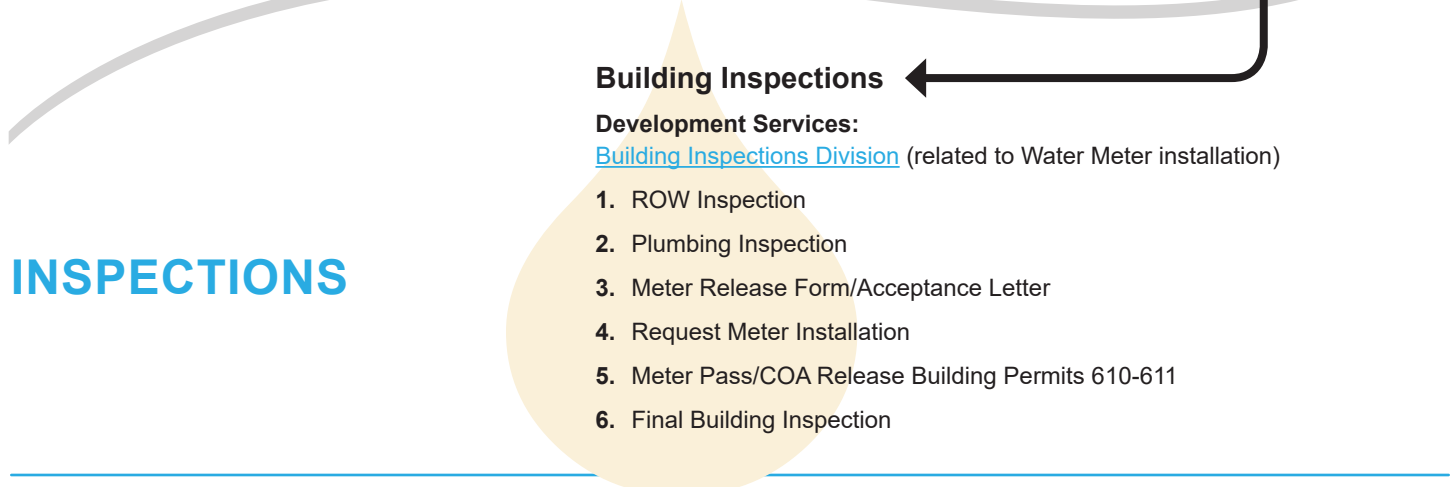 Building Inspections
Development Services:
Building Inspections Division (related to Water Meter installation)
1. ROW Inspection
2. Plumbing Inspection
INSPECTIONS
3. Meter Release Form/Acceptance Letter
4. Request Meter Installation
5. Meter Pass/COA Release Building Permits 610-611
6. Final Building Inspection